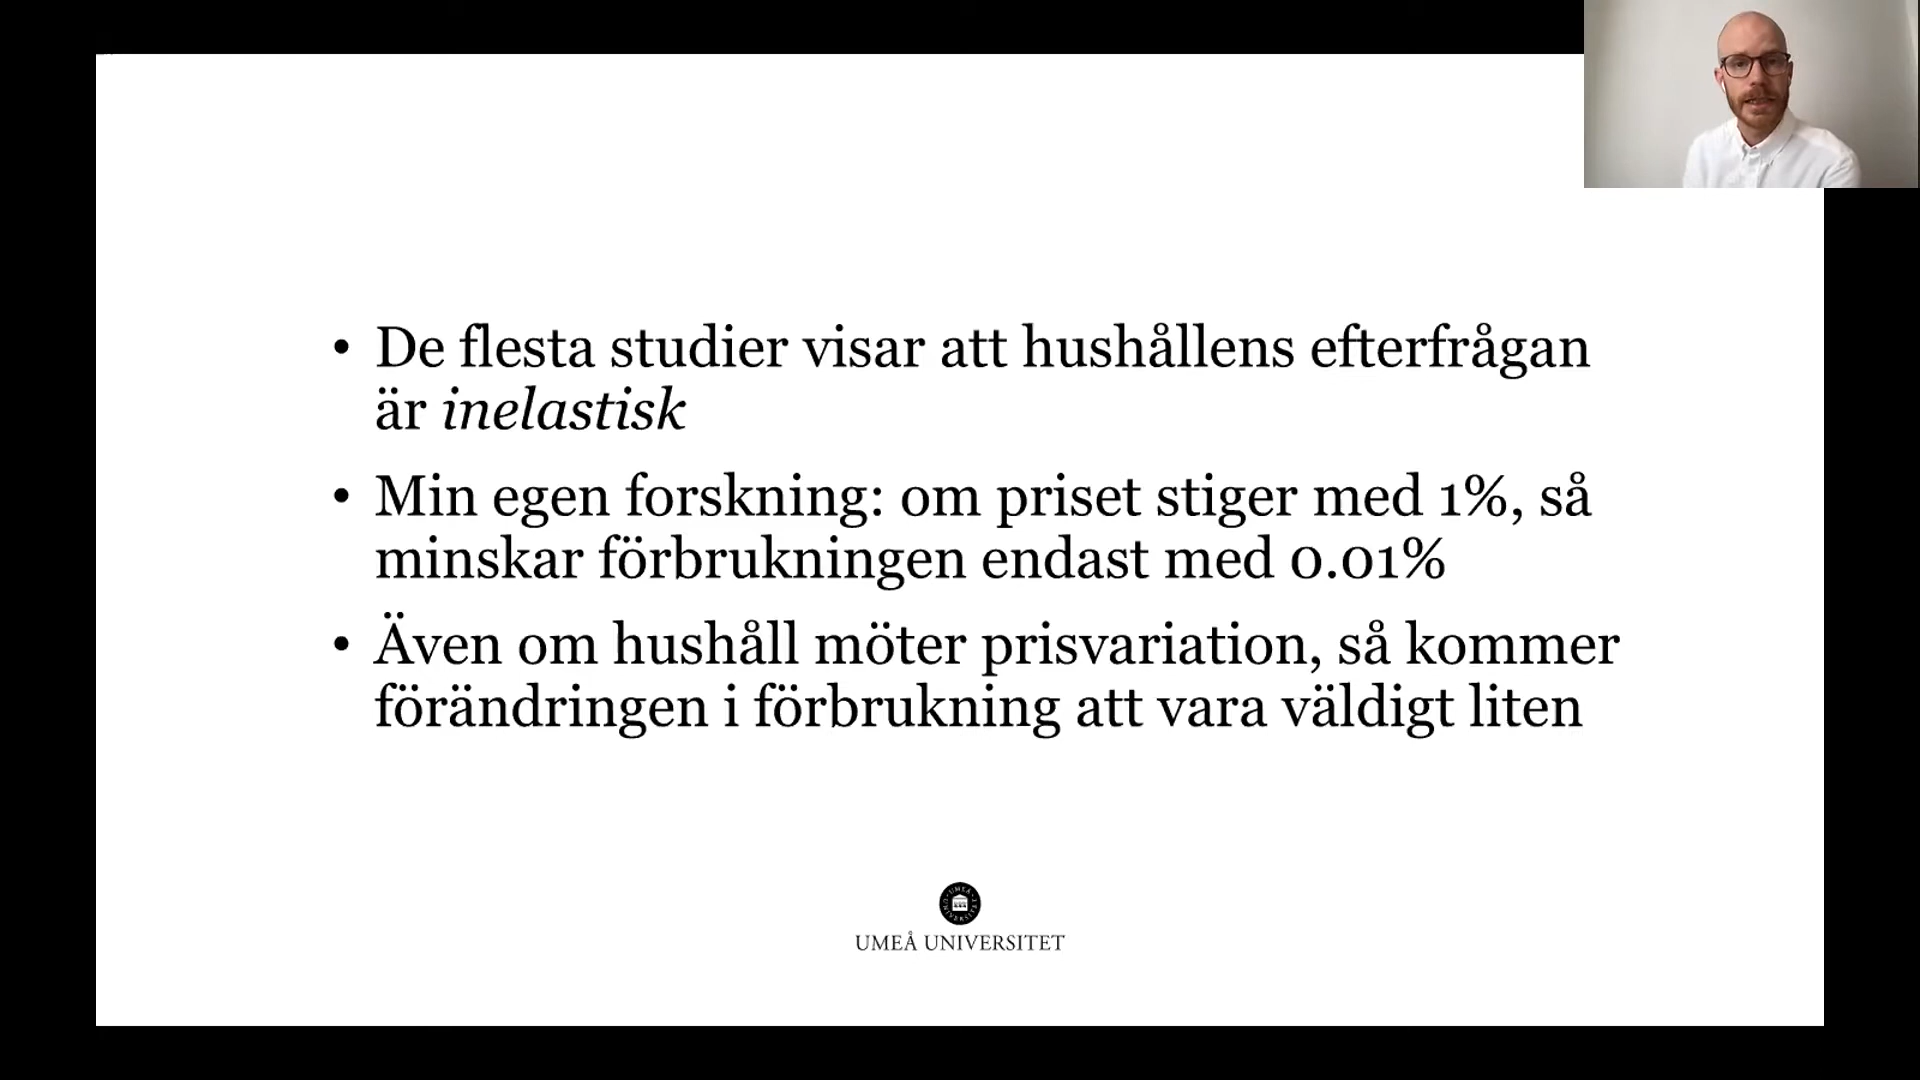 • De flesta studier visar att hushållens efterfrågan
är inelastisk
• Min egen forskning: om priset stiger med 1%, så
minskar förbrukningen endast med 0.01%
• Även om hushåll möter prisvariation, så kommer
förändringen i förbrukning att vara väldigt liten
UMEÅ UNIVERSITET
UMEÅ UNIVERSITET